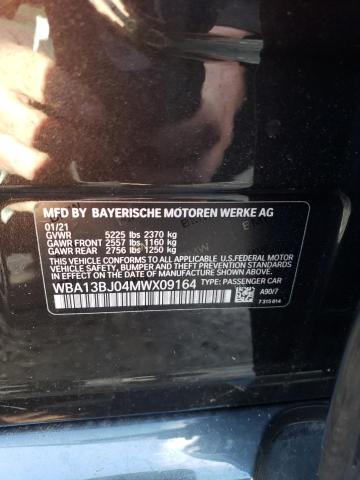 MFD BY BAYERISCHE MOTOREN WERKE AG
01/21
GVWR 5225 lbs 2370 kg
GAWR FRONT 2557 lbs 1160 kg
GAWR REAR 2756 lbs 1250 kg
THIS VEHICLE CONFORMS TO ALL APPLICABLE U.S.FEDERAL MOTOR
VEHICLE SAFETY, BUMPER, AND THEFT PREVENTION STANDARDS
IN EFFECT ON THE DATE OF MANUFACTURE SHOWN ABOVE.
WBA13BJ04MWX09164 TYPE: PASSENGER CAR
A90/7
7 315 814